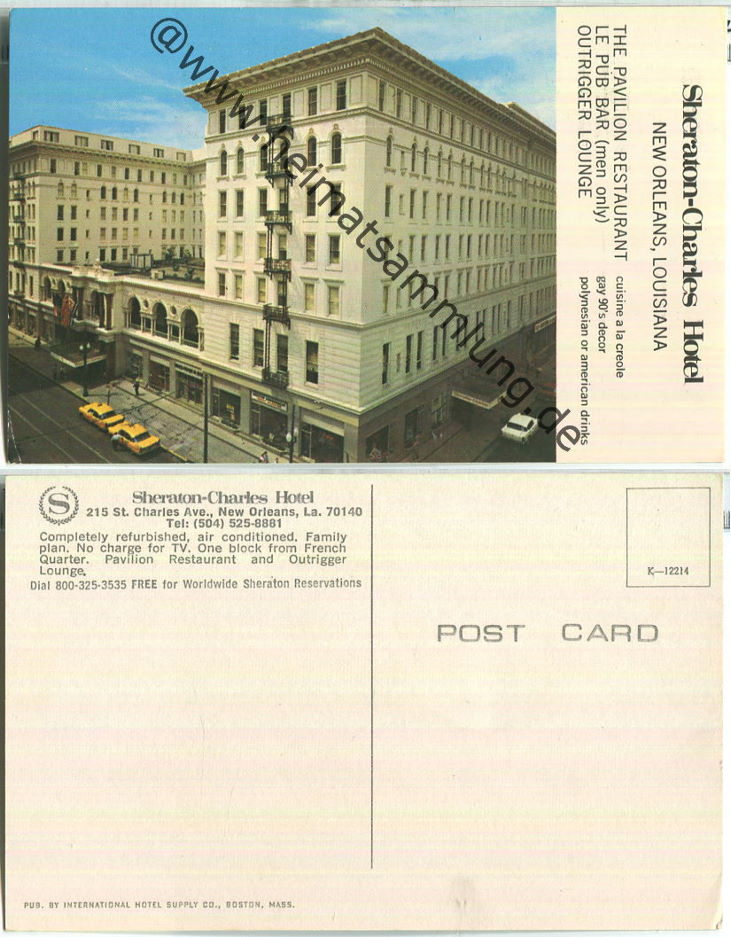 Sheraton-Charles Hotel
NEW ORLEANS, LOUISIANA
THE PAVILION RESTAURANT cuisine a la creole
LE PUB BAR (men only) gay 90's decor
OUTRIGGER LOUNGE polynesian or american drinks
@www.heimatsammlung.de
S
Sheraton-Charles Hotel
215 St. Charles Ave., New Orleans, La. 70140
Tel: (504) 525-8881
Completely refurbished, air conditioned. Family
plan. No charge for TV. One block from French
Quarter. Pavilion Restaurant and Outrigger
Lounge.
Dial 800-325-3535 FREE for Worldwide Sheraton Reservations
K—12214
POST CARD
PUB. BY INTERNATIONAL HOTEL SUPPLY CO., BOSTON, MASS.